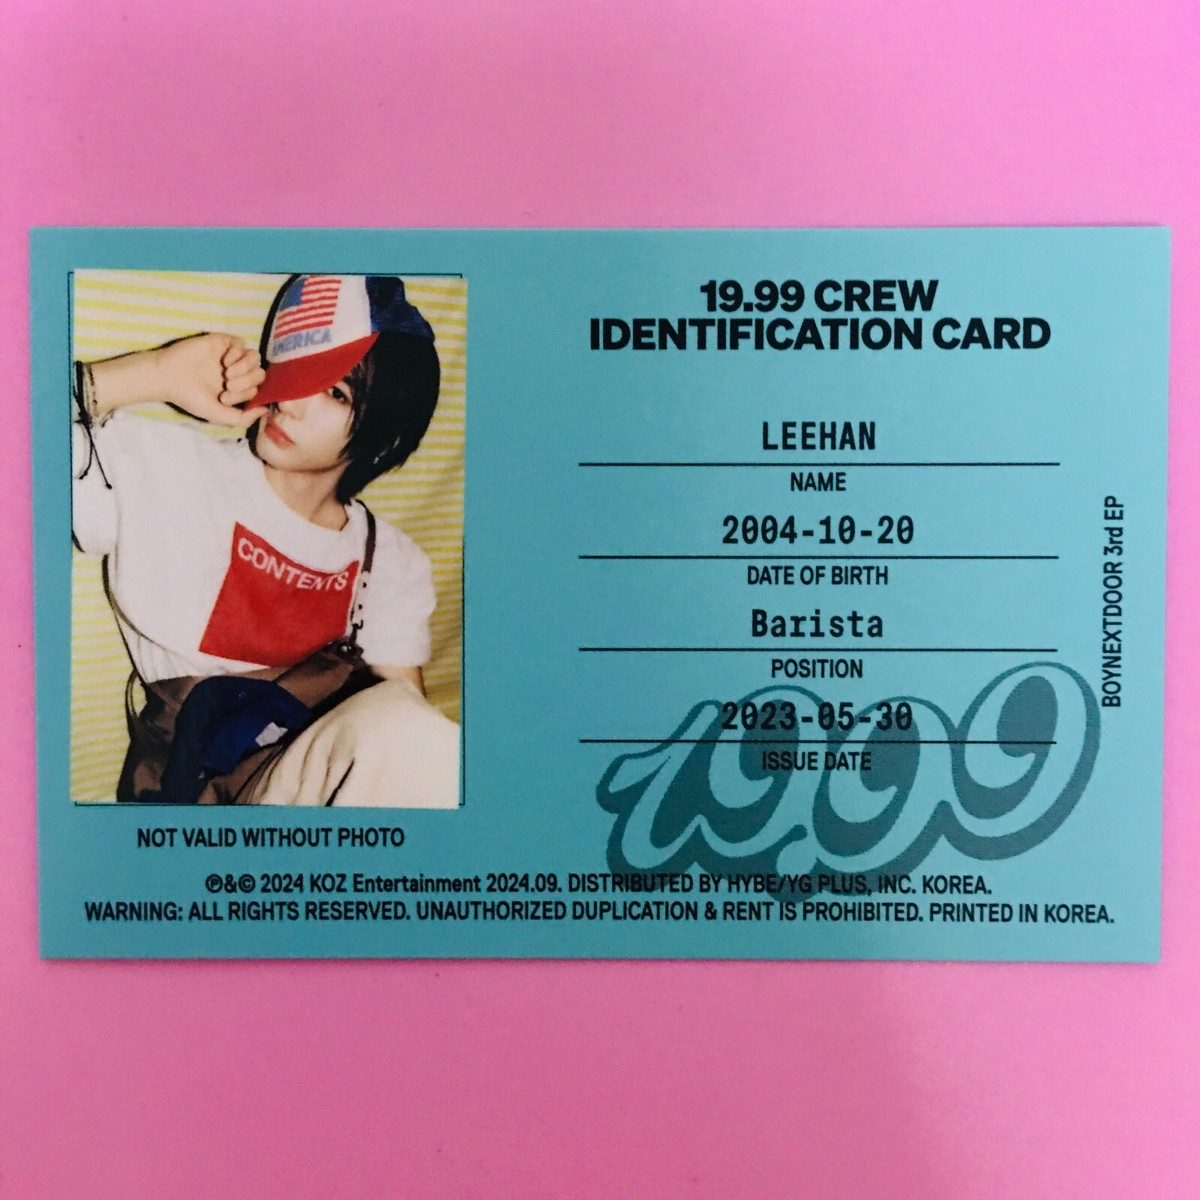 AMERICA
CONTENTS
NOT VALID WITHOUT PHOTO
19.99 CREW
IDENTIFICATION CARD
LEEHAN
NAME
2004-10-20
DATE OF BIRTH
Barista
POSITION
2023-05-30
ISSUE DATE
19.99
BOYNEXTDOOR 3rd EP
℗&© 2024 KOZ Entertainment 2024.09. DISTRIBUTED BY HYBE/YG PLUS, INC. KOREA.
WARNING: ALL RIGHTS RESERVED. UNAUTHORIZED DUPLICATION & RENT IS PROHIBITED. PRINTED IN KOREA.